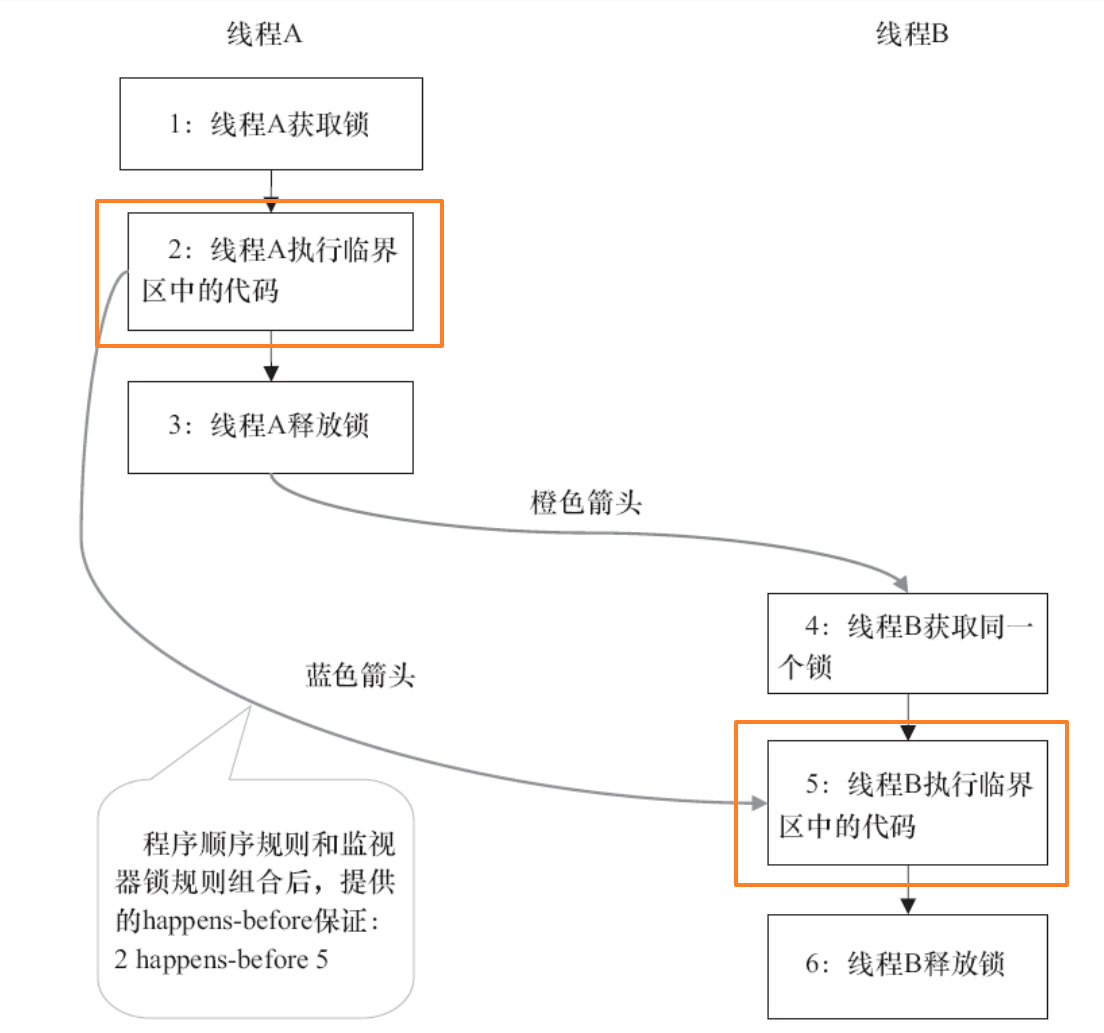 线程A
线程B
1：线程A获取锁
2：线程A执行临界
区中的代码
3：线程A释放锁
橙色箭头
4：线程B获取同一
个锁
蓝色箭头
5：线程B执行临界
区中的代码
程序顺序规则和监视
器锁规则组合后，提供
的happens-before保证：
2 happens-before 5
6：线程B释放锁